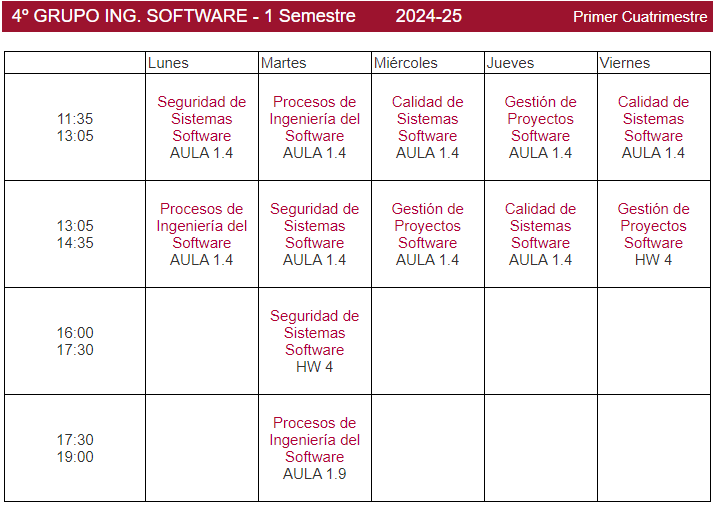 4º GRUPO ING. SOFTWARE - 1 Semestre 2024-25 Primer Cuatrimestre
Lunes Martes Miércoles Jueves Viernes
11:35
13:05
Seguridad de
Sistemas
Software
AULA 1.4
Procesos de
Ingeniería del
Software
AULA 1.4
Calidad de
Sistemas
Software
AULA 1.4
Gestión de
Proyectos
Software
AULA 1.4
Calidad de
Sistemas
Software
AULA 1.4
13:05
14:35
Procesos de
Ingeniería del
Software
AULA 1.4
Seguridad de
Sistemas
Software
AULA 1.4
Gestión de
Proyectos
Software
AULA 1.4
Calidad de
Sistemas
Software
AULA 1.4
Gestión de
Proyectos
Software
HW 4
16:00
17:30
Seguridad de
Sistemas
Software
HW 4
17:30
19:00
Procesos de
Ingeniería del
Software
AULA 1.9